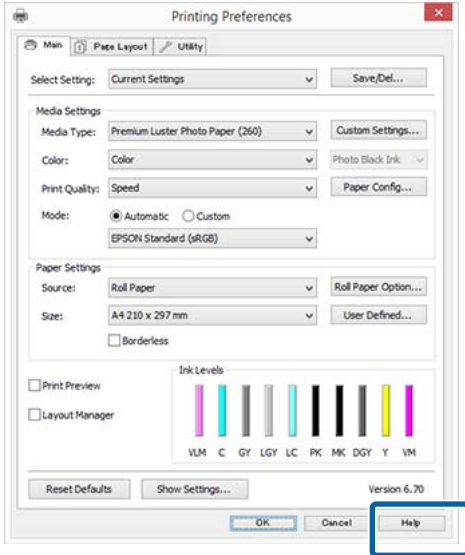 Printing Preferences
Main Page Layout Utility
Select Setting: Current Settings Save/Del...
Media Settings
Media Type: Premium Luster Photo Paper (260) Custom Settings...
Color: Color Photo Black Ink
Print Quality: Speed Paper Config...
Mode: Automatic Custom
EPSON Standard (sRGB)
Paper Settings
Source: Roll Paper Roll Paper Option...
Size: A4 210 x 297 mm User Defined...
Borderless
Ink Levels
Print Preview
Layout Manager
VLM C GY LGY LC PK MK DGY Y VM
Reset Defaults Show Settings... Version 6.70
OK Cancel Help